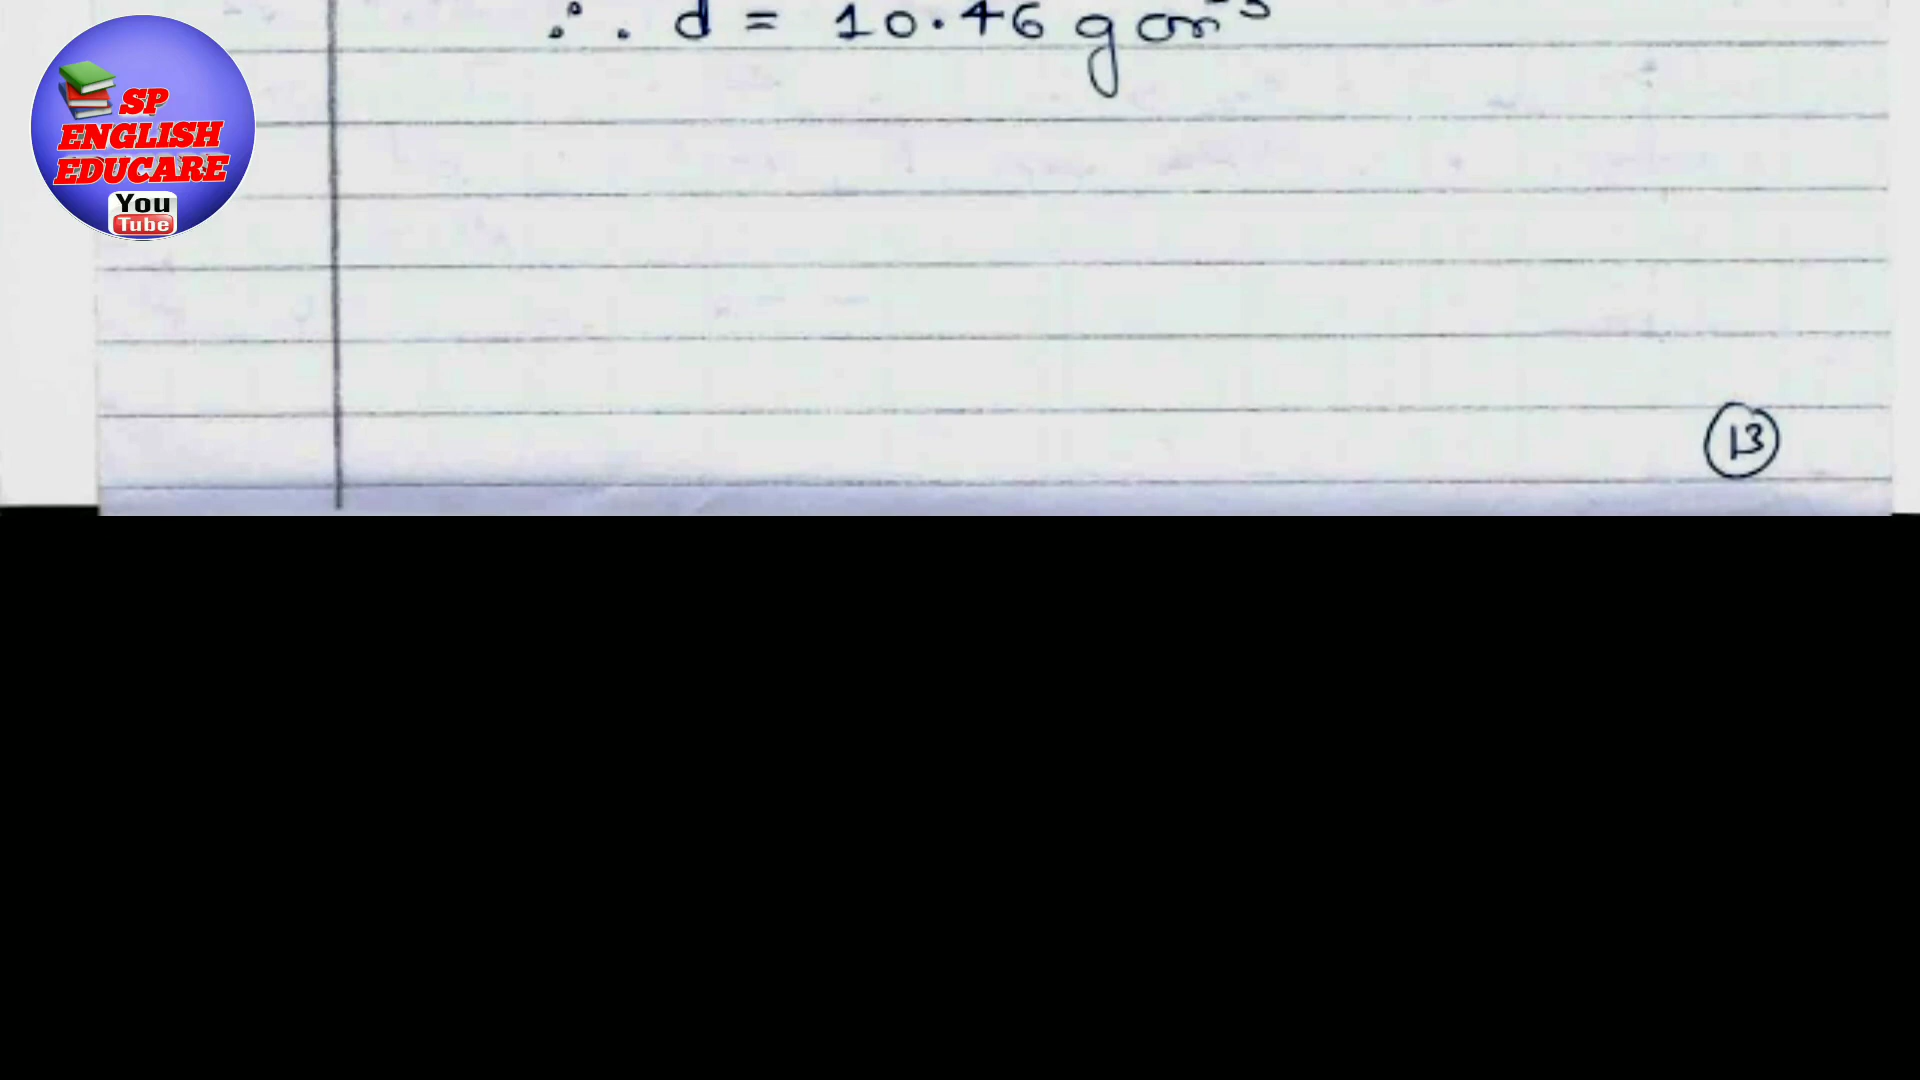 ∴ d = 10.46 g cm⁻³
SP
ENGLISH
EDUCARE
You
Tube
13